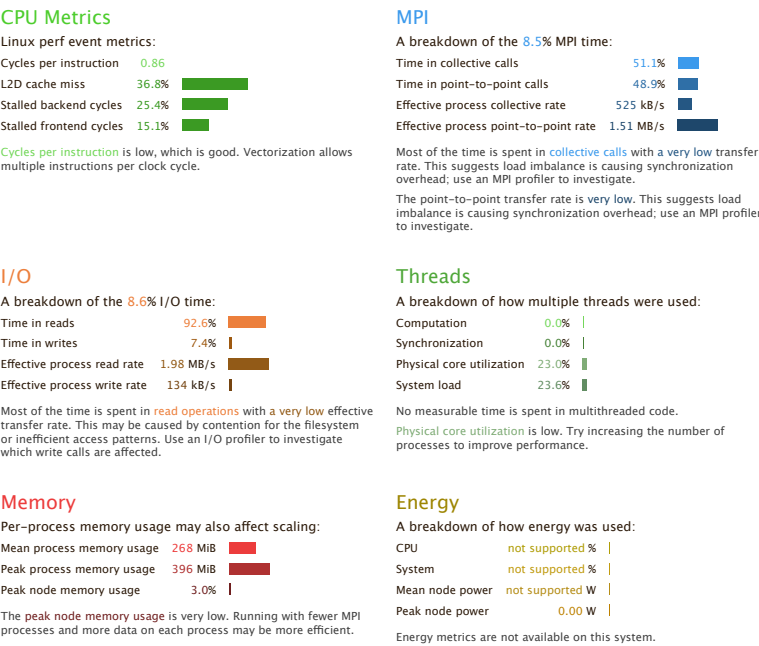 CPU Metrics
Linux perf event metrics:
Cycles per instruction 0.86
L2D cache miss 36.8%
Stalled backend cycles 25.4%
Stalled frontend cycles 15.1%
Cycles per instruction is low, which is good. Vectorization allows
multiple instructions per clock cycle.
MPI
A breakdown of the 8.5% MPI time:
Time in collective calls 51.1%
Time in point-to-point calls 48.9%
Effective process collective rate 525 kB/s
Effective process point-to-point rate 1.51 MB/s
Most of the time is spent in collective calls with a very low transfer
rate. This suggests load imbalance is causing synchronization
overhead; use an MPI profiler to investigate.
The point-to-point transfer rate is very low. This suggests load
imbalance is causing synchronization overhead; use an MPI profiler
to investigate.
I/O
A breakdown of the 8.6% I/O time:
Time in reads 92.6%
Time in writes 7.4%
Effective process read rate 1.98 MB/s
Effective process write rate 134 kB/s
Most of the time is spent in read operations with a very low effective
transfer rate. This may be caused by contention for the filesystem
or inefficient access patterns. Use an I/O profiler to investigate
which write calls are affected.
Threads
A breakdown of how multiple threads were used:
Computation 0.0%
Synchronization 0.0%
Physical core utilization 23.0%
System load 23.6%
No measurable time is spent in multithreaded code.
Physical core utilization is low. Try increasing the number of
processes to improve performance.
Memory
Per-process memory usage may also affect scaling:
Mean process memory usage 268 MiB
Peak process memory usage 396 MiB
Peak node memory usage 3.0%
The peak node memory usage is very low. Running with fewer MPI
processes and more data on each process may be more efficient.
Energy
A breakdown of how energy was used:
CPU not supported %
System not supported %
Mean node power not supported W
Peak node power 0.00 W
Energy metrics are not available on this system.